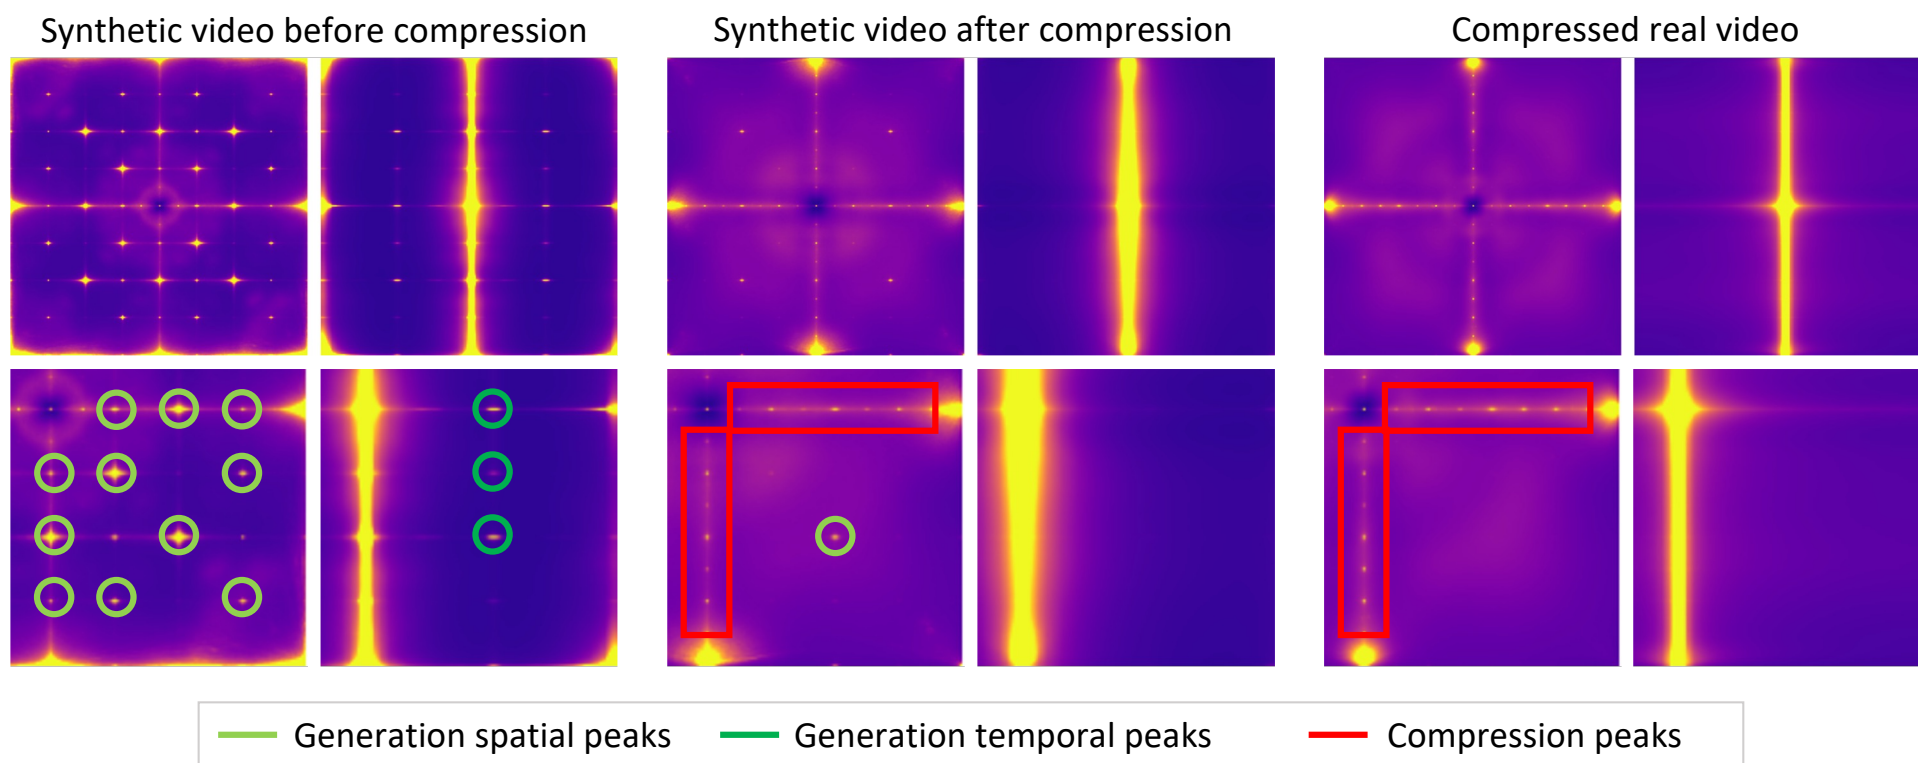 Synthetic video before compression
Synthetic video after compression
Compressed real video
Generation spatial peaks
Generation temporal peaks
Compression peaks